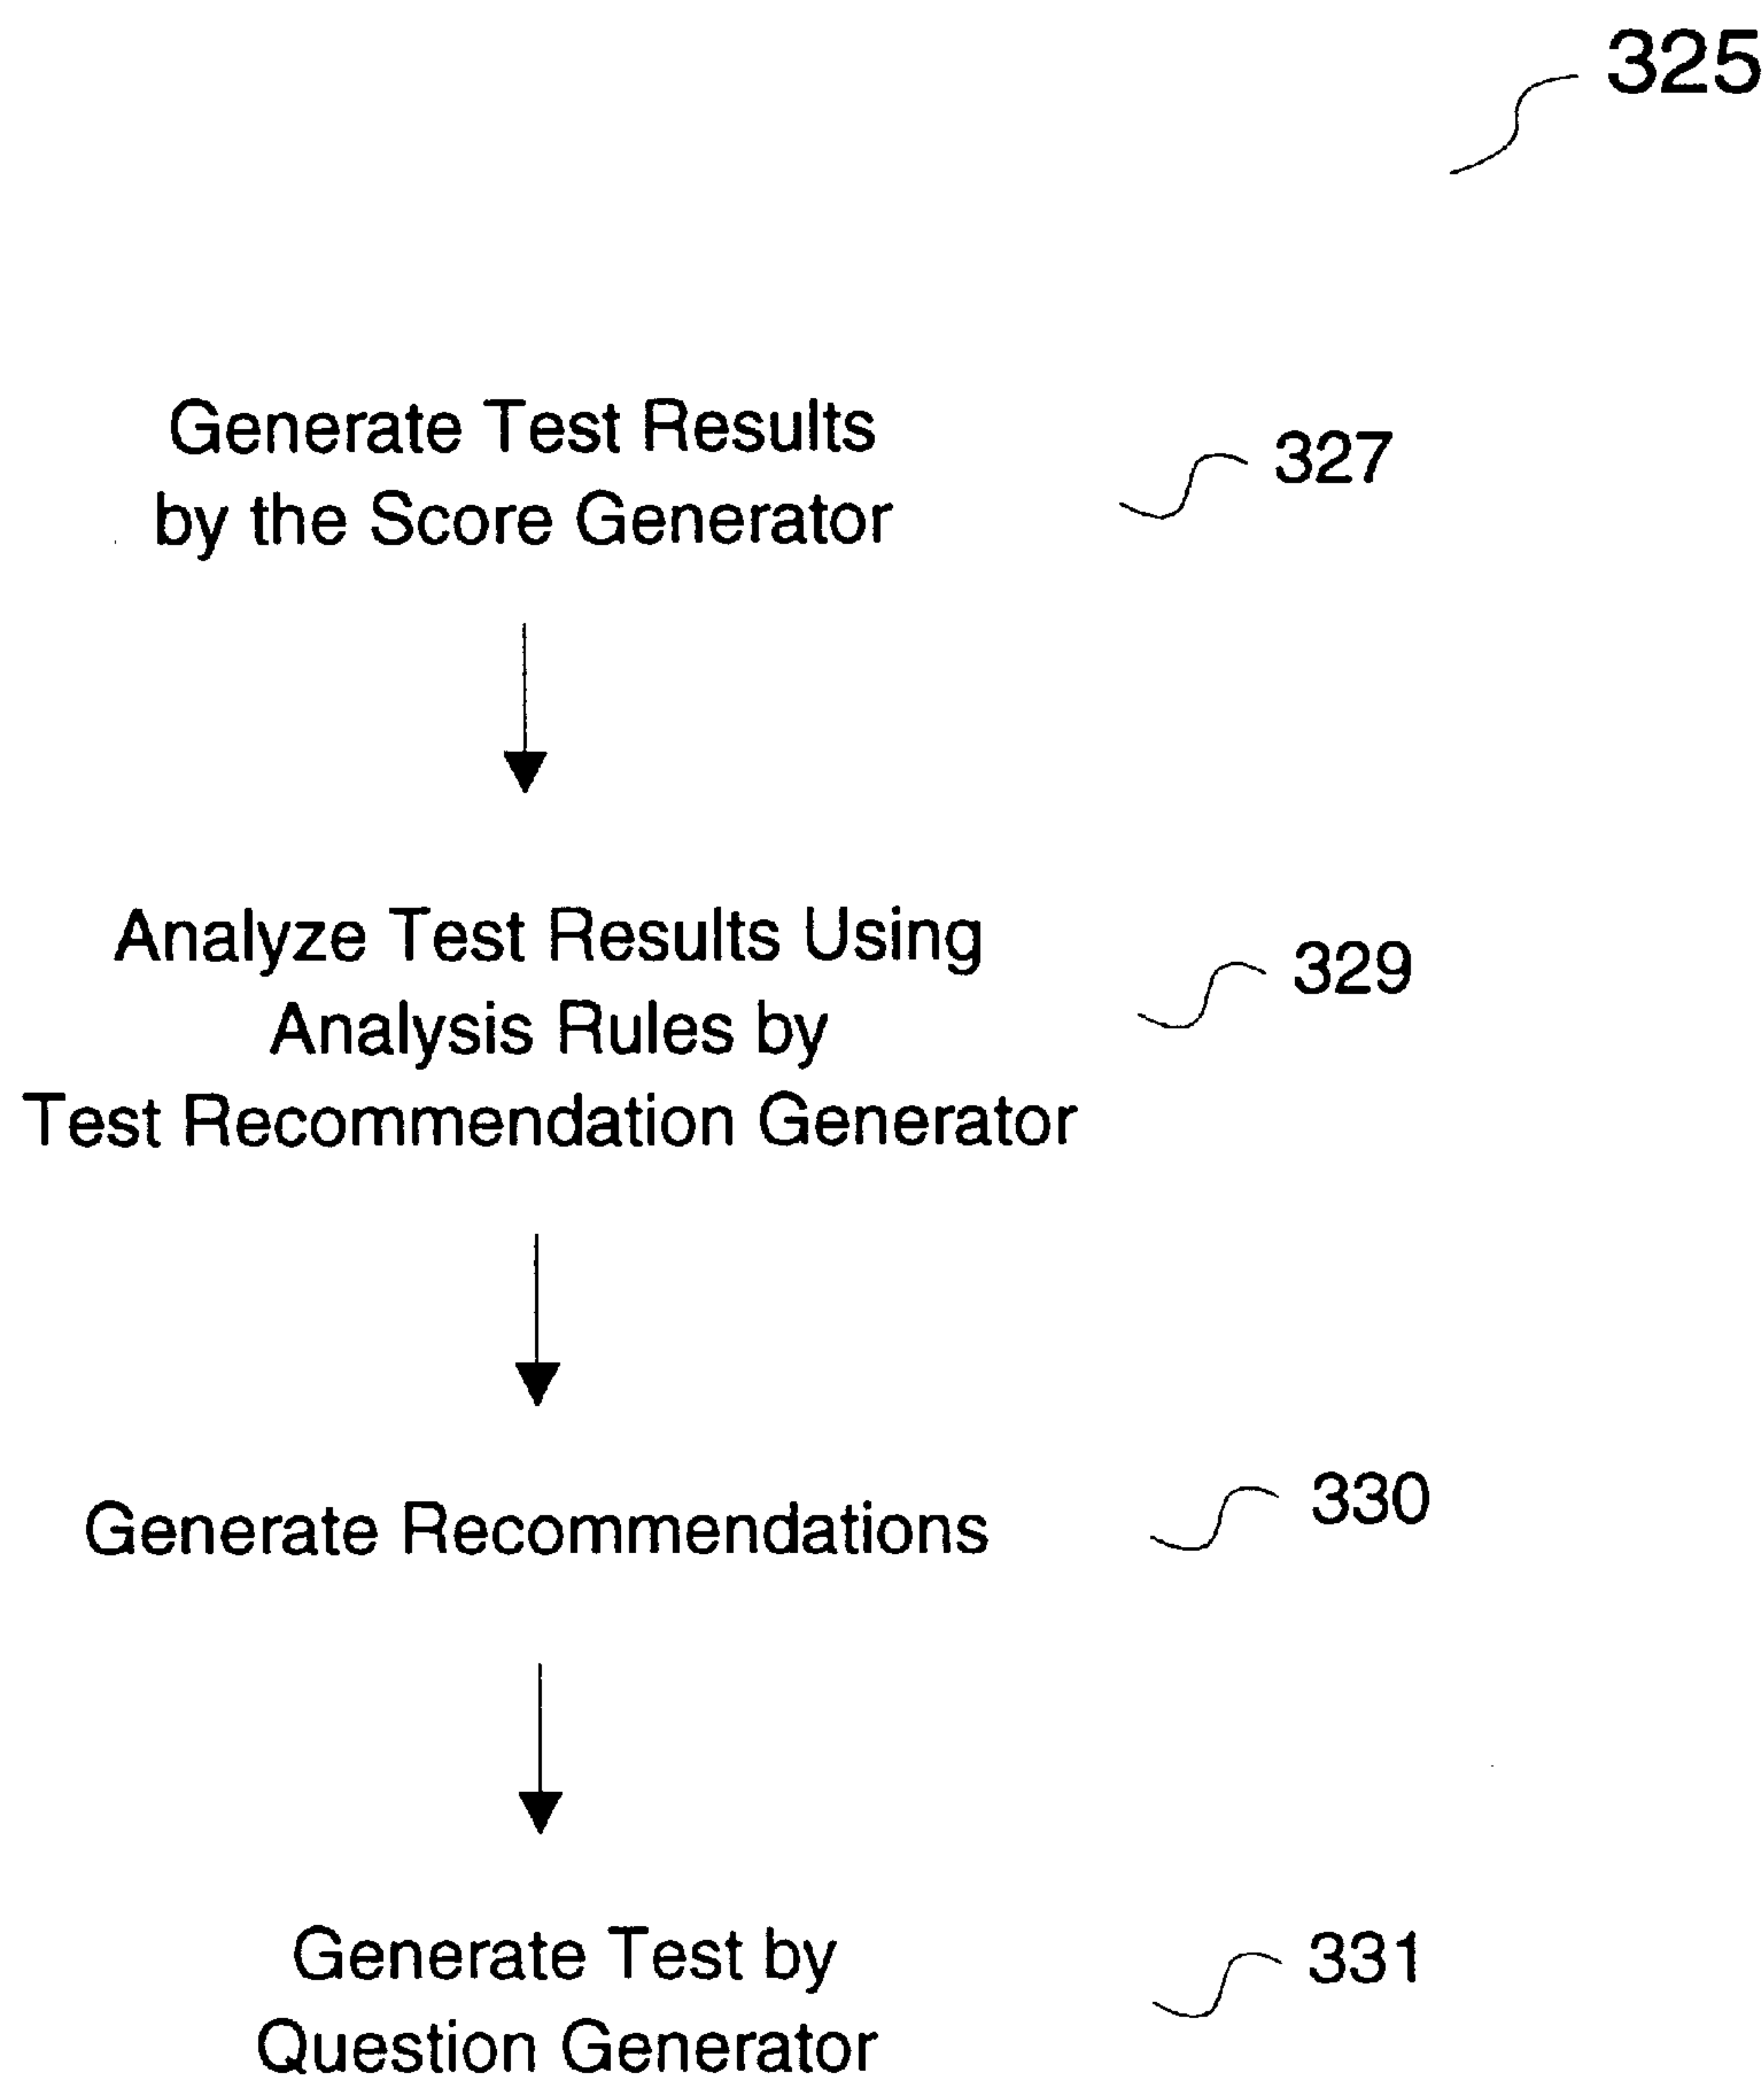 325
Generate Test Results
by the Score Generator
327
Analyze Test Results Using
Analysis Rules by
Test Recommendation Generator
329
Generate Recommendations
330
Generate Test by
Question Generator
331